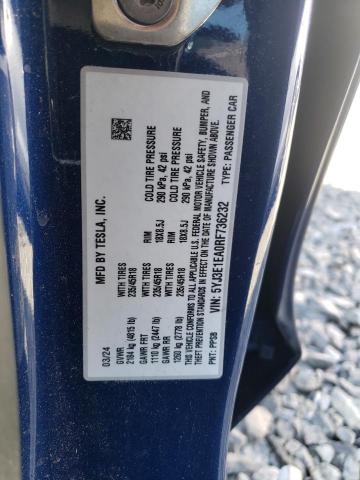 MFD BY TESLA, INC.
03/24
GVWR
2184 kg (4815 lb)
GAWR FRT WITH TIRES RIM COLD TIRE PRESSURE
1110 kg (2447 lb) 235/45R18 18X8.5J 290 kPa, 42 psi
GAWR RR WITH TIRES RIM COLD TIRE PRESSURE
1260 kg (2778 lb) 235/45R18 18X8.5J 290 kPa, 42 psi
THIS VEHICLE CONFORMS TO ALL APPLICABLE U.S. FEDERAL MOTOR VEHICLE SAFETY, BUMPER, AND
THEFT PREVENTION STANDARDS IN EFFECT ON THE DATE OF MANUFACTURE SHOWN ABOVE.
VIN: 5YJ3E1EA0RF736232 TYPE: PASSENGER CAR
PNT: PPSB